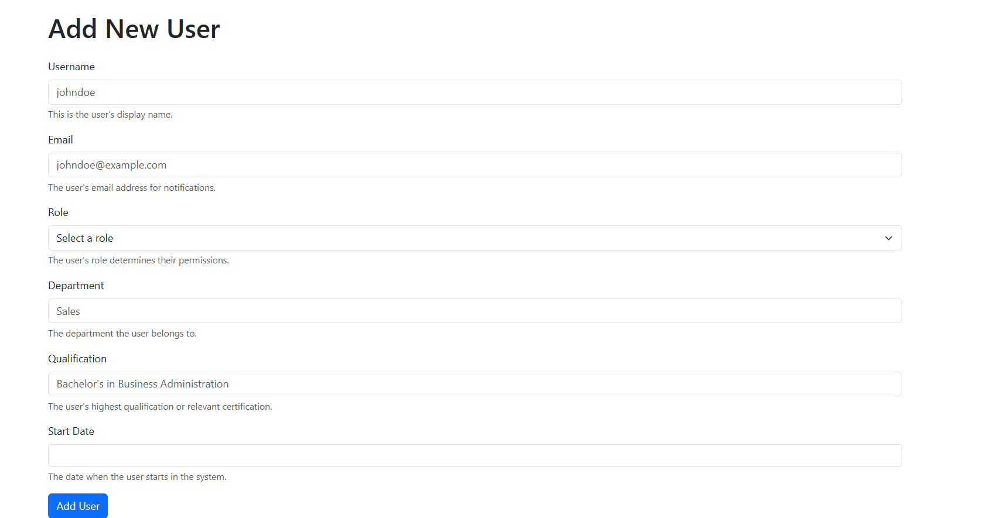 Add New User
Username
johndoe
This is the user's display name.
Email
johndoe@example.com
The user's email address for notifications.
Role
Select a role
The user's role determines their permissions.
Department
Sales
The department the user belongs to.
Qualification
Bachelor's in Business Administration
The user's highest qualification or relevant certification.
Start Date
The date when the user starts in the system.
Add User